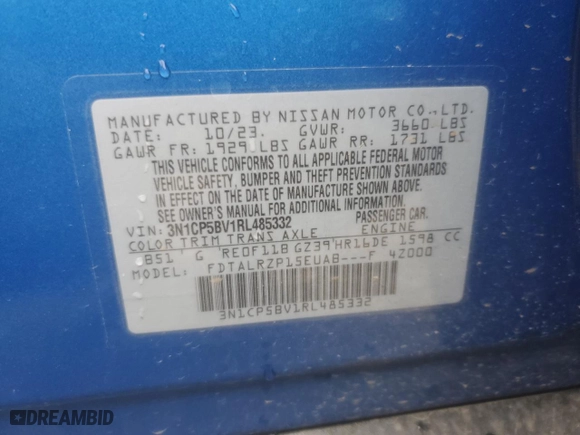 MANUFACTURED BY NISSAN MOTOR CO., LTD.
DATE: 10/23. GVWR: 3660 LBS
GAWR FR: 1929 LBS GAWR RR: 1731 LBS
THIS VEHICLE CONFORMS TO ALL APPLICABLE FEDERAL MOTOR
VEHICLE SAFETY, BUMPER AND THEFT PREVENTION STANDARDS
IN EFFECT ON THE DATE OF MANUFACTURE SHOWN ABOVE.
SEE OWNER'S MANUAL FOR ADDITIONAL INFORMATION.
VIN: 3N1CP5BV1RL485332 PASSENGER CAR.
COLOR TRIM TRANS AXLE ENGINE
B51 G RE0F11B GZ39 HR16DE 1598 CC
MODEL: FDTALRZP15EUAB---F 42000
3N1CP5BV1RL485332
DREAMBID